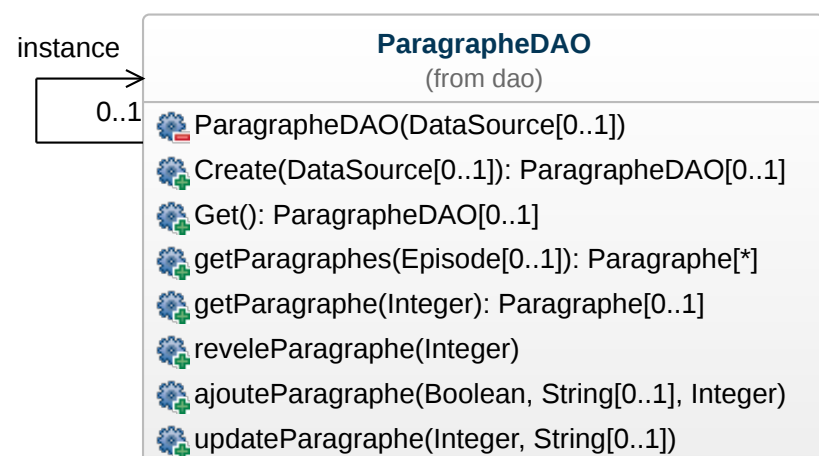 instance
ParagrapheDAO
(from dao)
0..1
ParagrapheDAO(DataSource[0..1])
Create(DataSource[0..1]): ParagrapheDAO[0..1]
Get(): ParagrapheDAO[0..1]
getParagraphes(Episode[0..1]): Paragraphe[*]
getParagraphe(Integer): Paragraphe[0..1]
reveleParagraphe(Integer)
ajouteParagraphe(Boolean, String[0..1], Integer)
updateParagraphe(Integer, String[0..1])